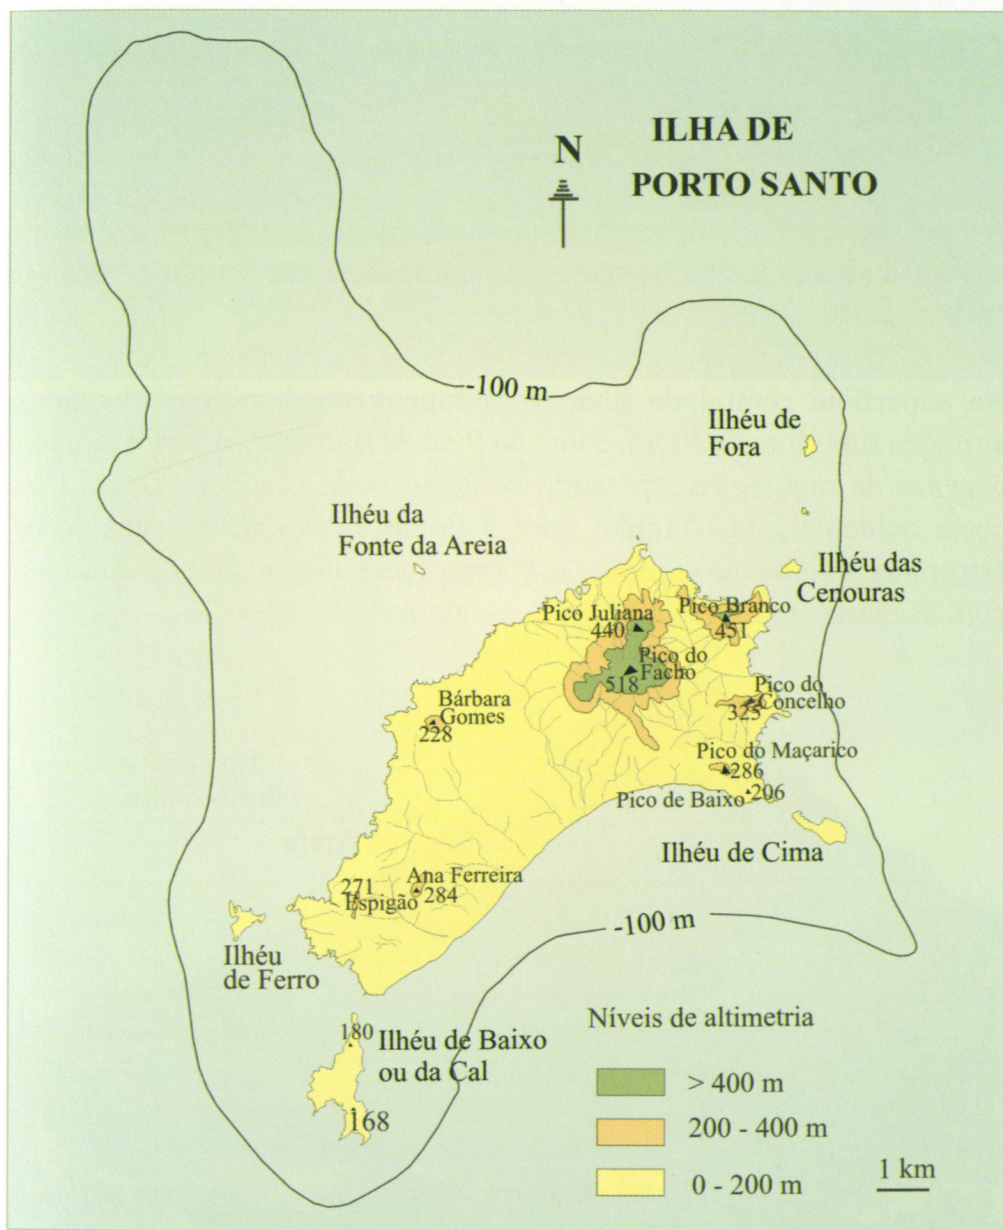 ILHA DE
PORTO SANTO
N
-100 m
Ilhéu de
Fora
Ilhéu da
Fonte da Areia
Ilhéu das
Cenouras
Pico Juliana
440
Pico Branco
451
Pico do
Facho
518
Pico do
Concelho
325
Bárbara
Gomes
228
Pico do Maçarico
286
Pico de Baixo
206
Ilhéu de Cima
Ana Ferreira
284
271
Espigão
-100 m
Ilhéu
de Ferro
180
Ilhéu de Baixo
ou da Cal
168
Níveis de altimetria
> 400 m
200 - 400 m
0 - 200 m
1 km